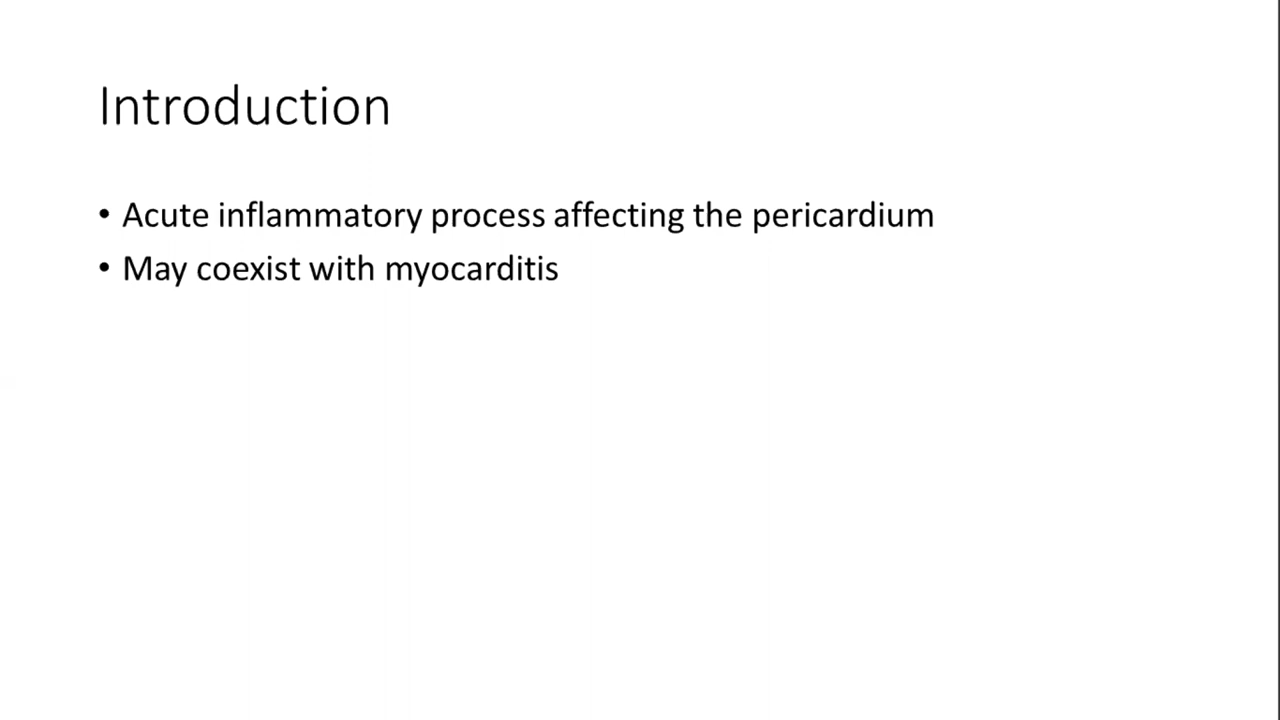 Introduction
• Acute inflammatory process affecting the pericardium
• May coexist with myocarditis